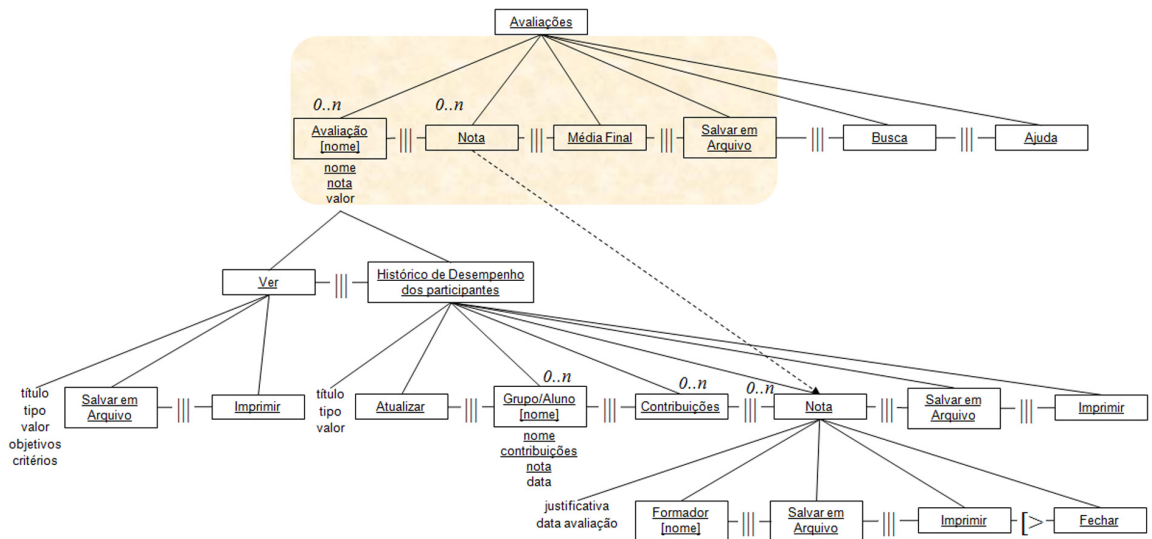 Avaliações
0..n
0..n
Avaliação
[nome]
||| 
Nota
|||
Média Final
|||
Salvar em
Arquivo
|||
Busca
|||
Ajuda
nome
nota
valor
Ver
|||
Histórico de Desempenho
dos participantes
0..n
0..n
0..n
título
tipo
valor
objetivos
critérios
Salvar em
Arquivo
|||
Imprimir
título
tipo
valor
Atualizar
|||
Grupo/Aluno
[nome]
|||
Contribuições
|||
Nota
|||
Salvar em
Arquivo
|||
Imprimir
nome
contribuições
nota
data
justificativa
data avaliação
Formador
[nome]
|||
Salvar em
Arquivo
|||
Imprimir
[>
Fechar